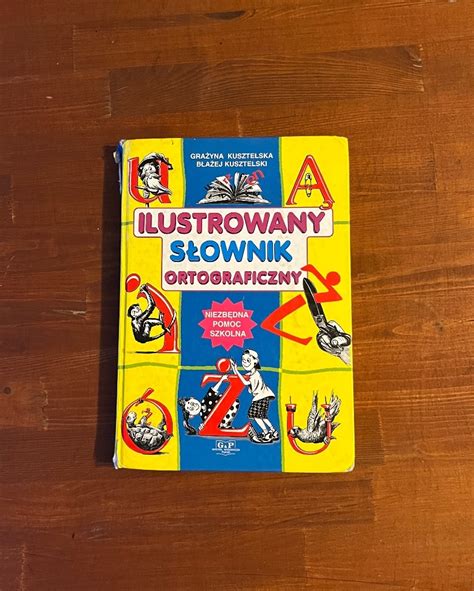 GRAŻYNA KUSZTELSKA
BŁAŻEJ KUSZTELSKI
U
Ą
ILUSTROWANY
SŁOWNIK
ORTOGRAFICZNY
NIEZBĘDNA
POMOC
SZKOLNA
Ó
Ż
U
G&P